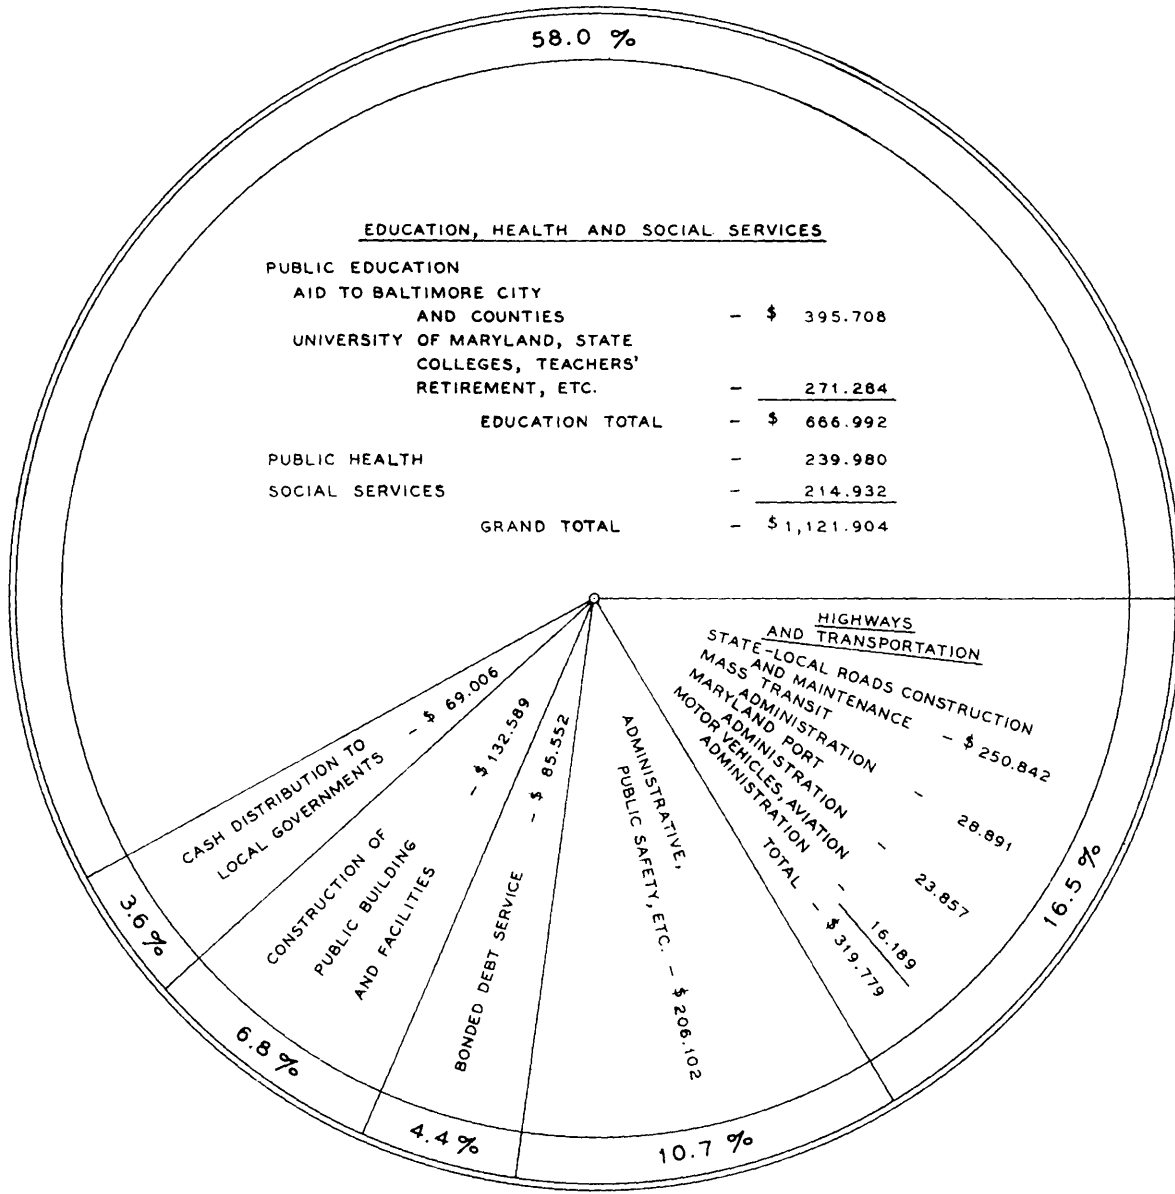 58.0 %
EDUCATION, HEALTH AND SOCIAL SERVICES
PUBLIC EDUCATION
AID TO BALTIMORE CITY
AND COUNTIES - $ 395.708
UNIVERSITY OF MARYLAND, STATE
COLLEGES, TEACHERS'
RETIREMENT, ETC. - 271.284
EDUCATION TOTAL - $ 666.992
PUBLIC HEALTH - 239.980
SOCIAL SERVICES - 214.932
GRAND TOTAL - $ 1,121.904
HIGHWAYS
AND TRANSPORTATION
STATE-LOCAL ROADS CONSTRUCTION
AND MAINTENANCE - $ 250.842
MASS TRANSIT
ADMINISTRATION - 28.891
MARYLAND PORT
ADMINISTRATION - 23.857
MOTOR VEHICLES, AVIATION
ADMINISTRATION - 16.189
TOTAL - $ 319.779
16.5 %
ADMINISTRATIVE,
PUBLIC SAFETY, ETC. - $ 206.102
10.7 %
BONDED DEBT SERVICE - $ 85.552
4.4 %
CONSTRUCTION OF
PUBLIC BUILDING
AND FACILITIES - $ 132.589
6.8 %
CASH DISTRIBUTION TO
LOCAL GOVERNMENTS - $ 69.006
3.6 %